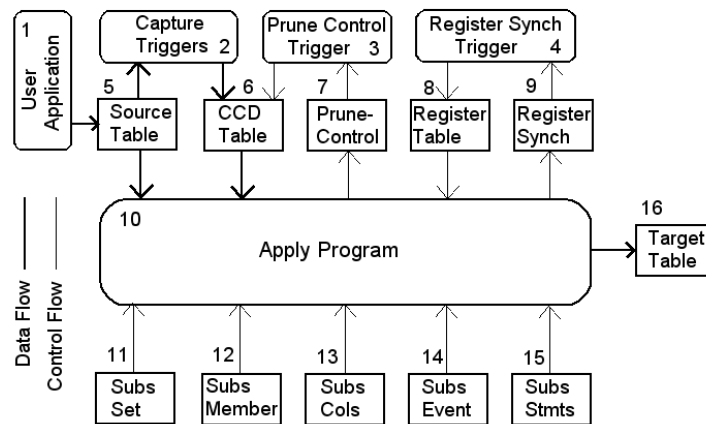 1
User
Application
Capture
Triggers
2
Prune Control
Trigger
3
Register Synch
Trigger
4
5
Source
Table
6
CCD
Table
7
Prune-
Control
8
Register
Table
9
Register
Synch
10
Apply Program
16
Target
Table
Data Flow
Control Flow
11
Subs
Set
12
Subs
Member
13
Subs
Cols
14
Subs
Event
15
Subs
Stmts